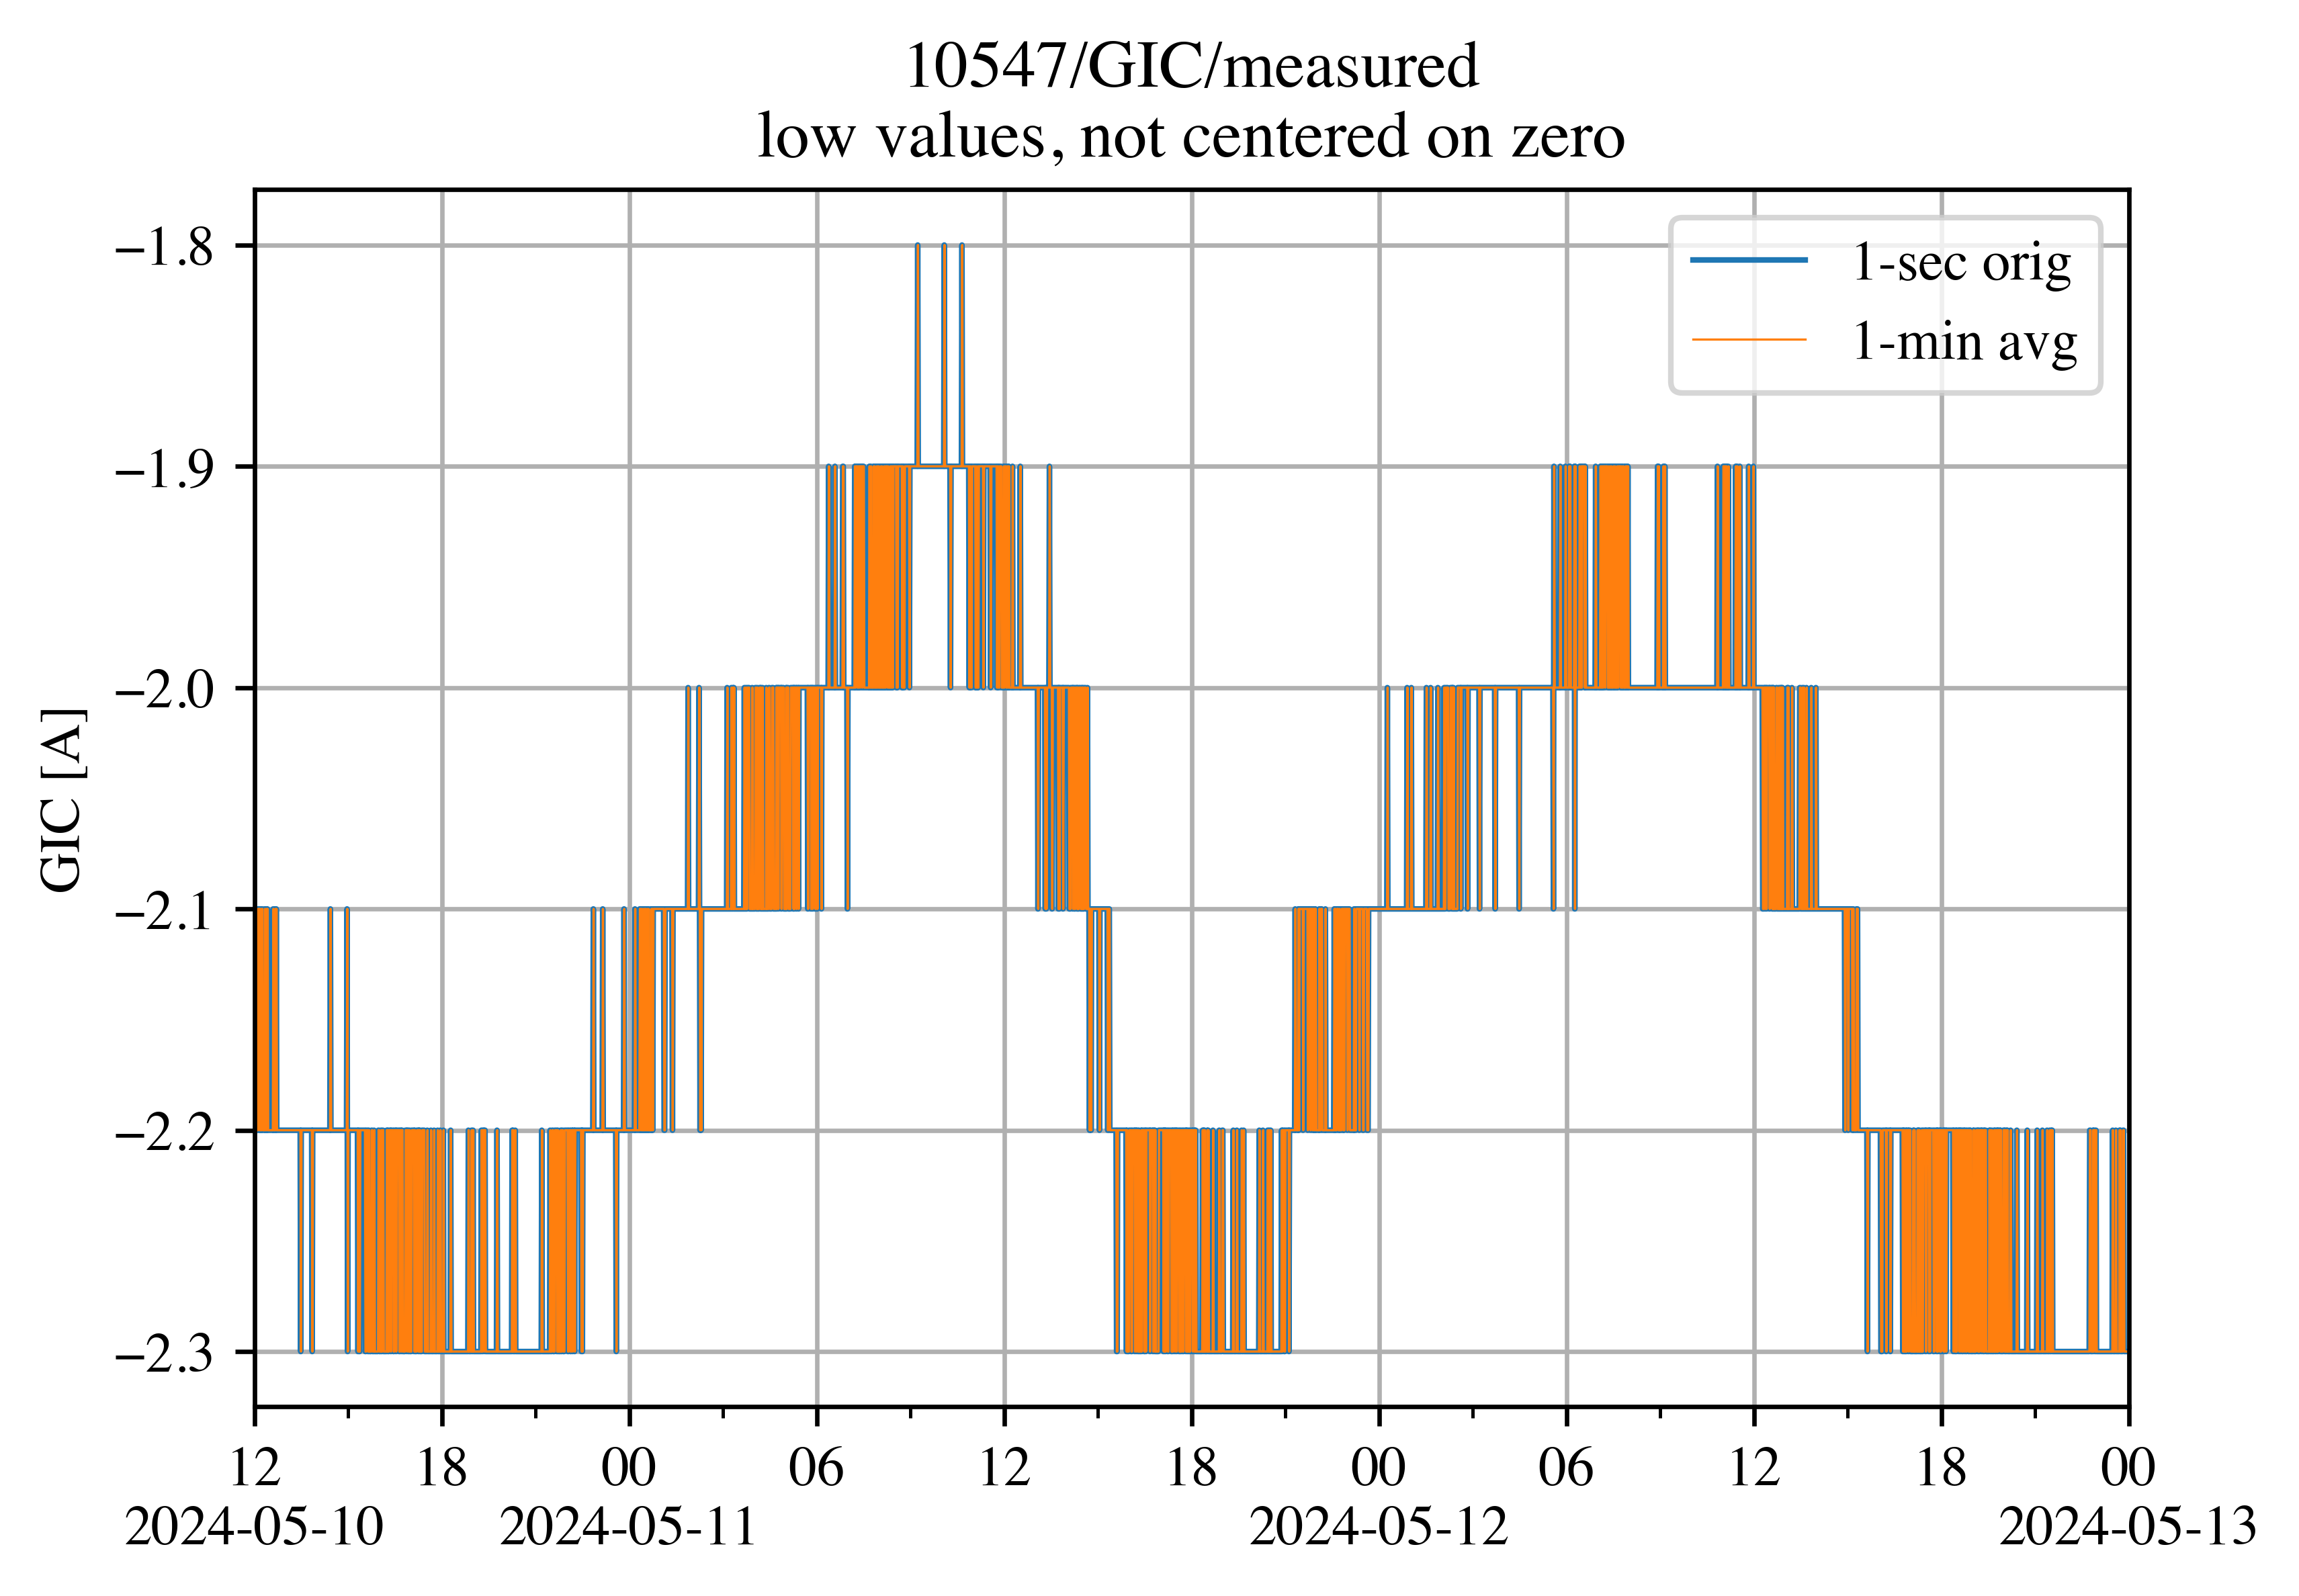 10547/GIC/measured
low values, not centered on zero
1-sec orig
1-min avg
GIC [A]
−1.8
−1.9
−2.0
−2.1
−2.2
−2.3
12 18 00 06 12 18 00 06 12 18 00
2024-05-10 2024-05-11 2024-05-12 2024-05-13